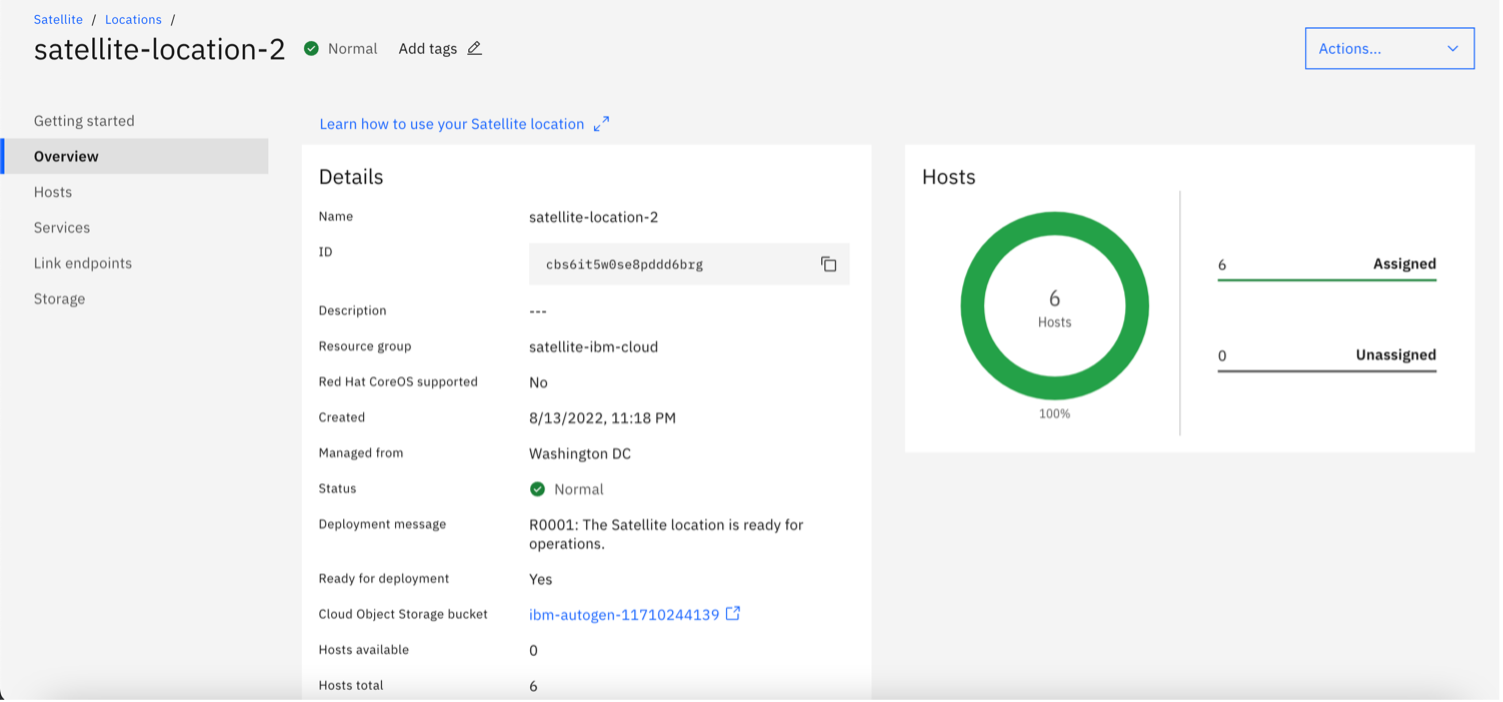 Satellite / Locations /
satellite-location-2 Normal Add tags
Actions...
Getting started
Overview
Hosts
Services
Link endpoints
Storage
Learn how to use your Satellite location
Details
Name satellite-location-2
ID cbs6it5w0se8pddd6brg
Description ---
Resource group satellite-ibm-cloud
Red Hat CoreOS supported No
Created 8/13/2022, 11:18 PM
Managed from Washington DC
Status Normal
Deployment message R0001: The Satellite location is ready for
operations.
Ready for deployment Yes
Cloud Object Storage bucket ibm-autogen-11710244139
Hosts available 0
Hosts total 6
Hosts
6
Hosts
100%
6 Assigned
0 Unassigned